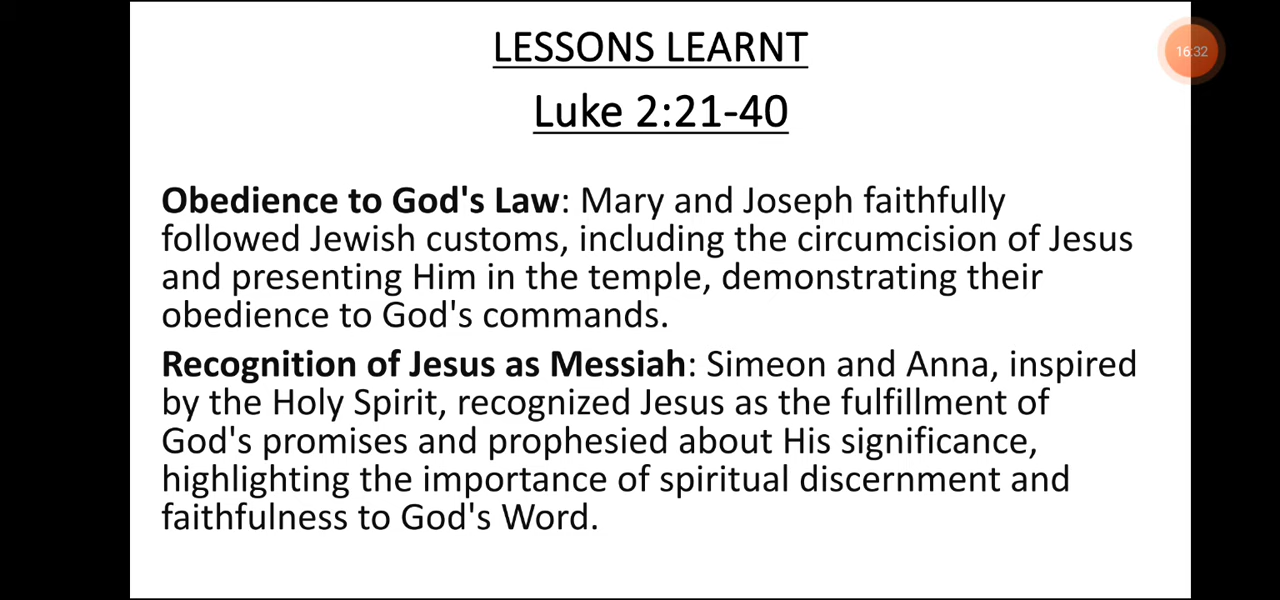 LESSONS LEARNT
16:32
Luke 2:21-40
Obedience to God's Law: Mary and Joseph faithfully
followed Jewish customs, including the circumcision of Jesus
and presenting Him in the temple, demonstrating their
obedience to God's commands.
Recognition of Jesus as Messiah: Simeon and Anna, inspired
by the Holy Spirit, recognized Jesus as the fulfillment of
God's promises and prophesied about His significance,
highlighting the importance of spiritual discernment and
faithfulness to God's Word.